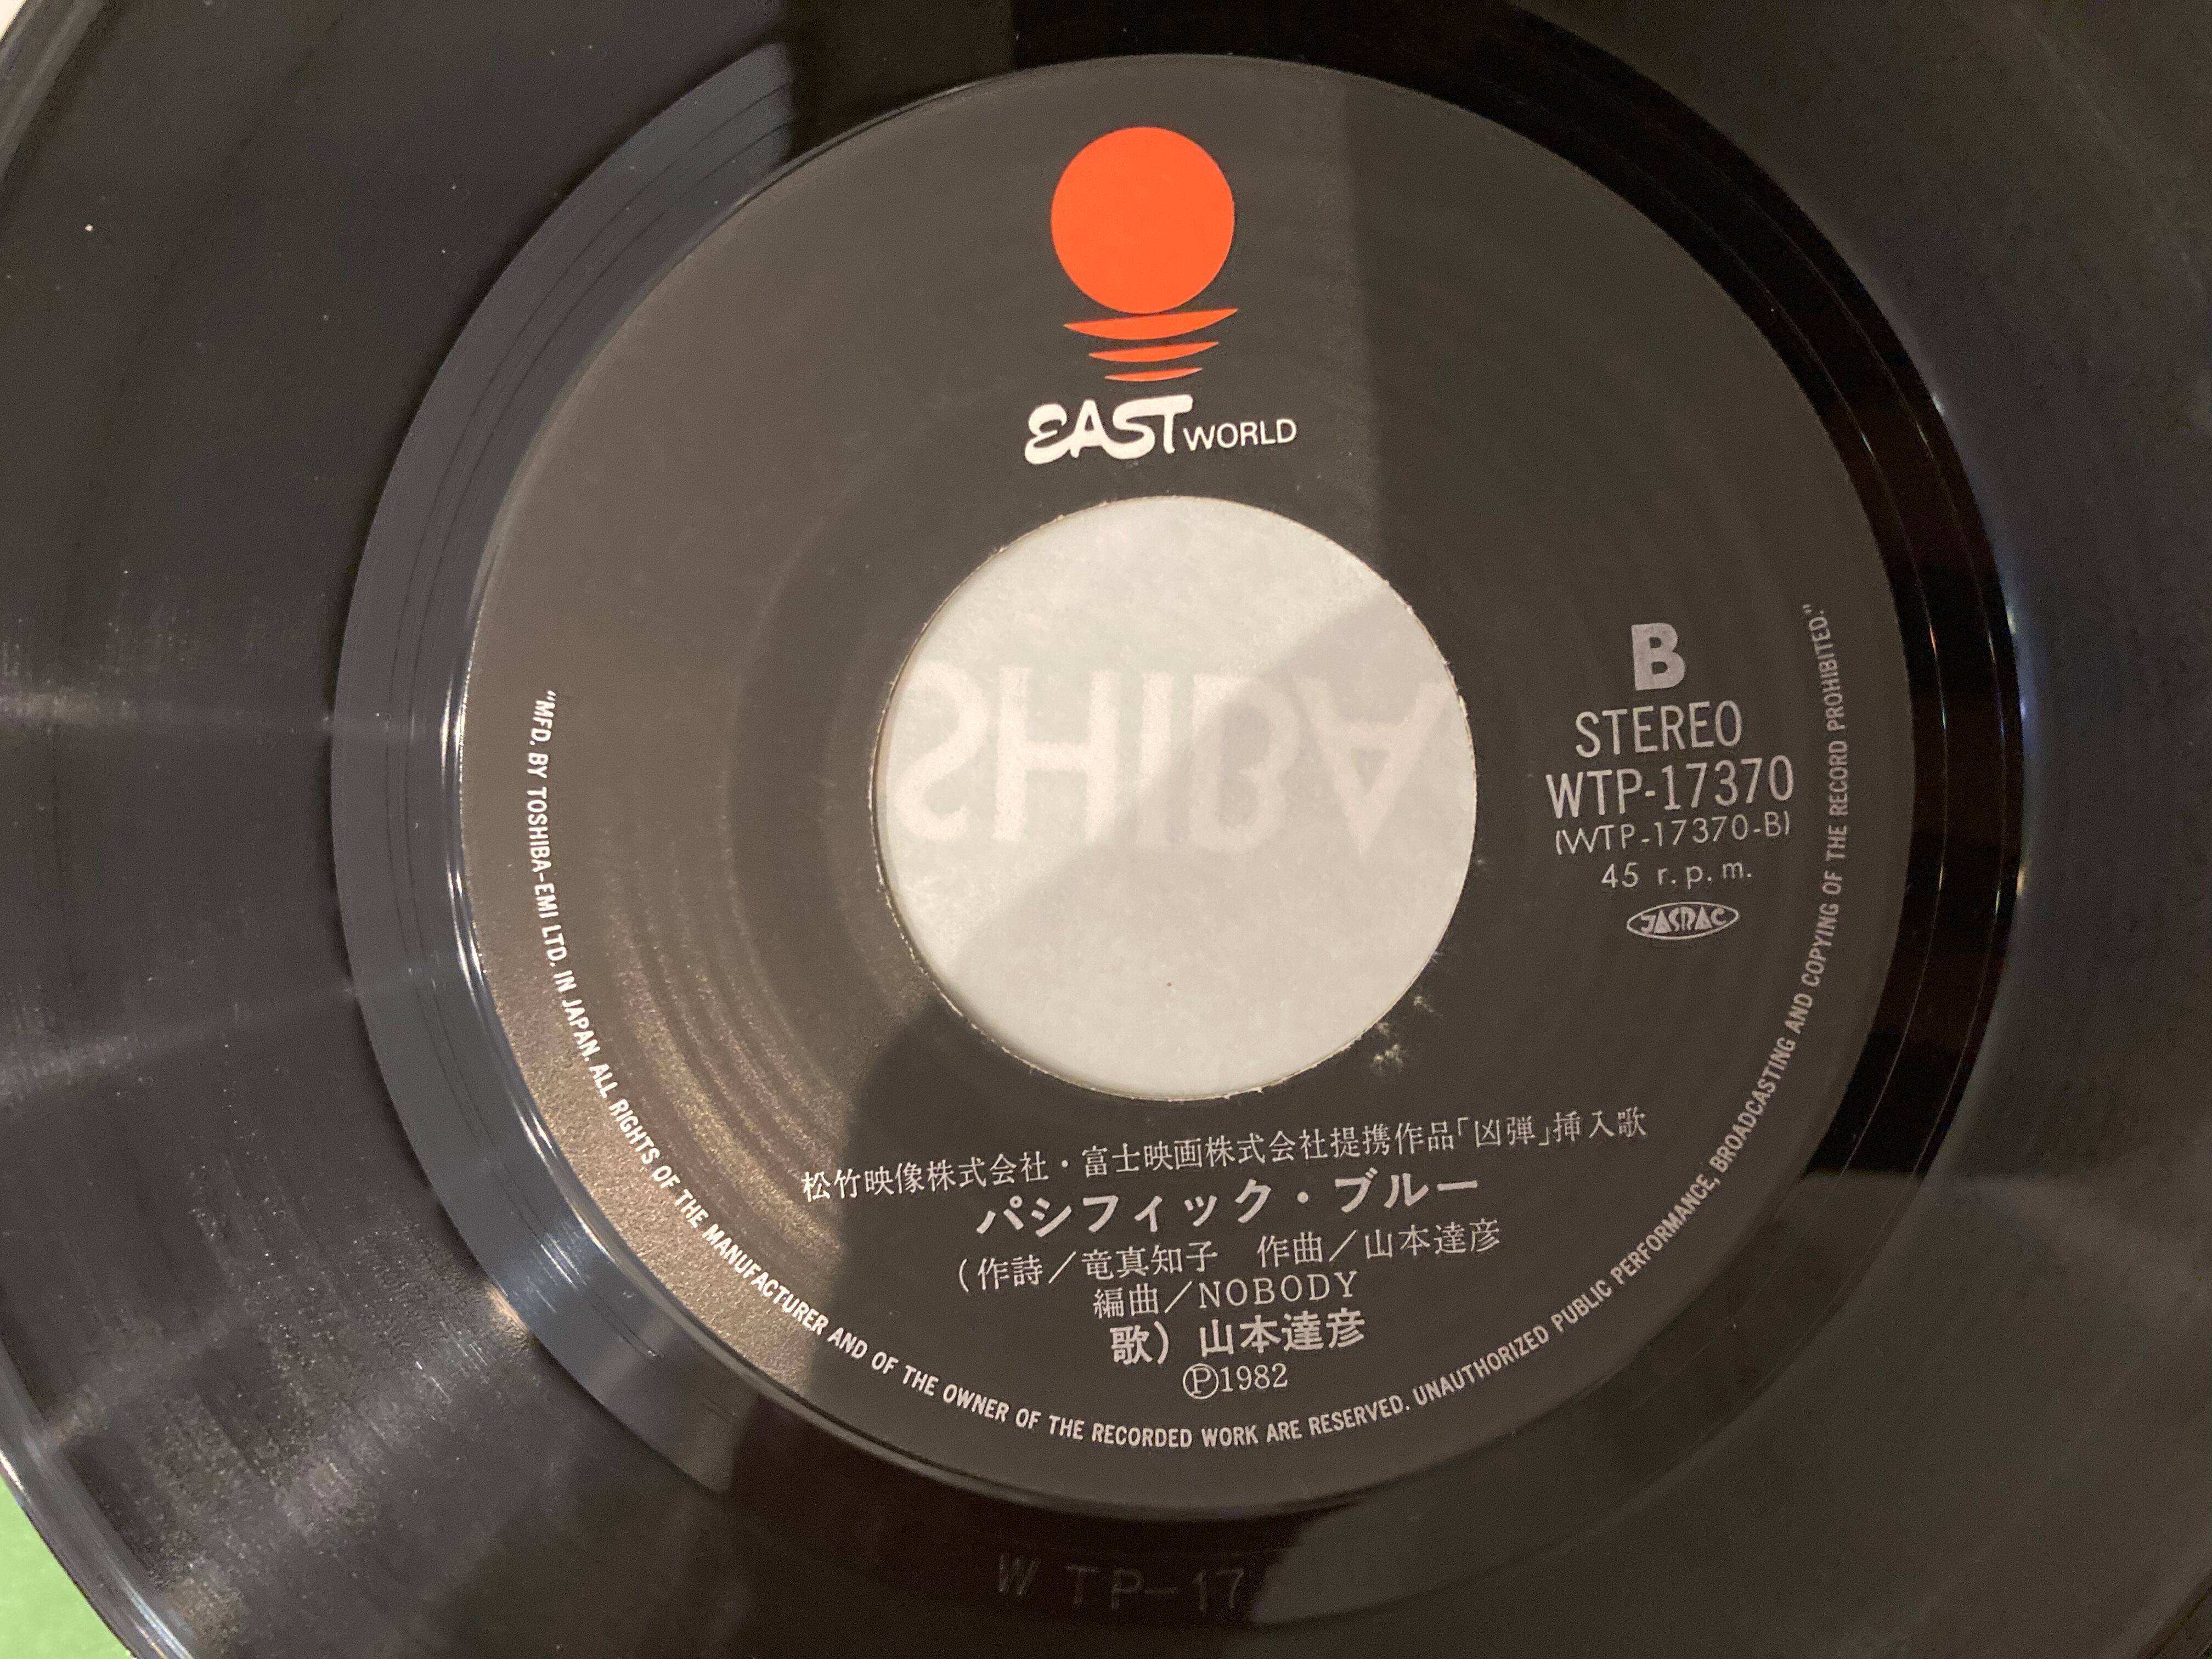 EAST WORLD
SHIBA
B
STEREO
WTP-17370
(WTP-17370-B)
45 r.p.m.
JASRAC
松竹映像株式会社・富士映画株式会社提携作品「凶弾」挿入歌
パシフィック・ブルー
(作詩/竜真知子 作曲/山本達彦
編曲/NOBODY
歌) 山本達彦
Ⓟ1982
"MFD. BY TOSHIBA-EMI LTD. IN JAPAN. ALL RIGHTS OF THE MANUFACTURER AND OF THE OWNER OF THE RECORDED WORK ARE RESERVED. UNAUTHORIZED PUBLIC PERFORMANCE, BROADCASTING AND COPYING OF THE RECORD PROHIBITED."
WTP-17